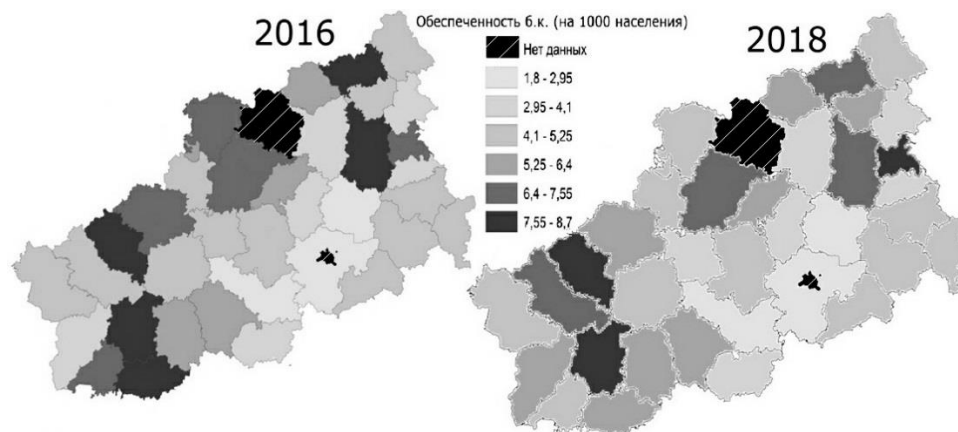 2016
Обеспеченность б.к. (на 1000 населения)
Нет данных
1,8 - 2,95
2,95 - 4,1
4,1 - 5,25
5,25 - 6,4
6,4 - 7,55
7,55 - 8,7
2018